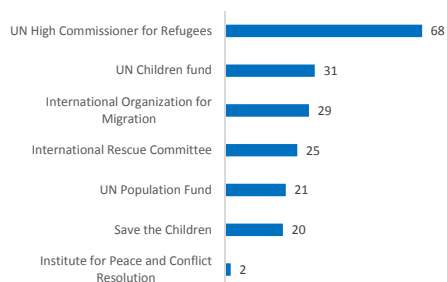 UN High Commissioner for Refugees 68
UN Children fund 31
International Organization for
Migration 29
International Rescue Committee 25
UN Population Fund 21
Save the Children 20
Institute for Peace and Conflict
Resolution 2